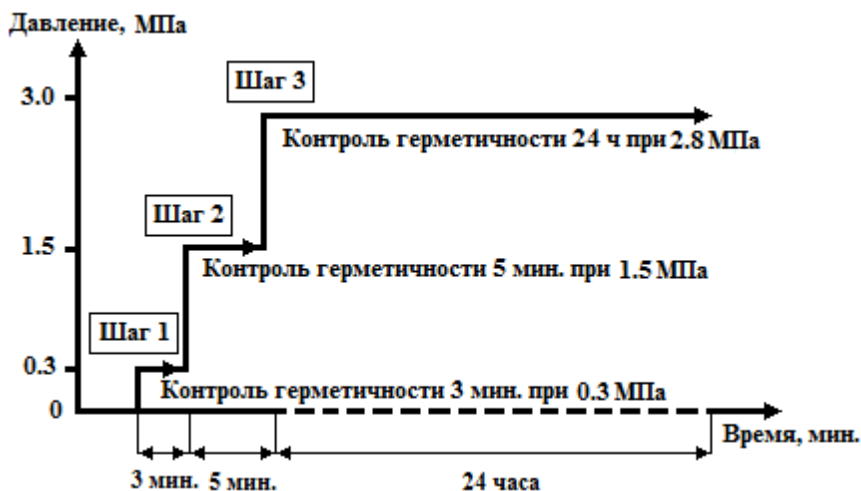 Давление, МПа
Шаг 3
3.0
Контроль герметичности 24 ч при 2.8 МПа
Шаг 2
1.5
Контроль герметичности 5 мин. при 1.5 МПа
Шаг 1
0.3
Контроль герметичности 3 мин. при 0.3 МПа
0
Время, мин.
3 мин. 5 мин. 24 часа